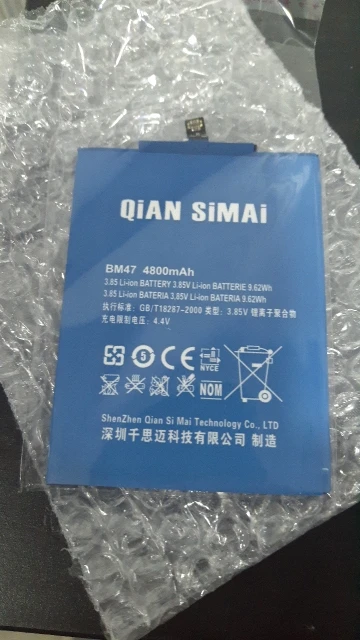 QiAN SiMAi
BM47 4800mAh
3.85 Li-ion BATTERY 3.85V Li-ion BATTERIE 9.62Wh
3.85 Li-ion BATERIA 3.85V Li-ion BATERIA 9.62Wh
执行标准: GB/T18287-2000 类型: 3.85V 锂离子聚合物
充电限制电压: 4.4V
5 CE NYCE
NOM
ShenZhen Qian Si Mai Technology Co., LTD
深圳千思迈科技有限公司 制造